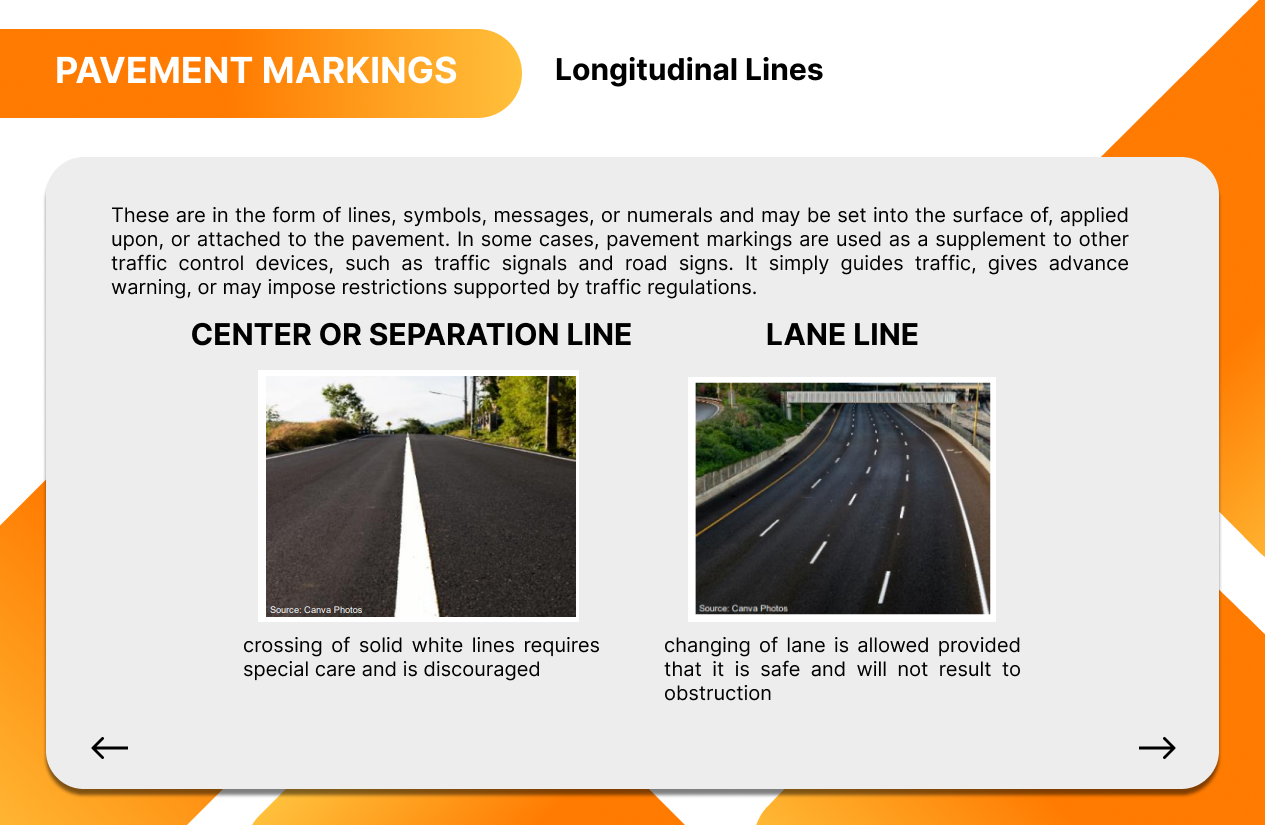 PAVEMENT MARKINGS
Longitudinal Lines
These are in the form of lines, symbols, messages, or numerals and may be set into the surface of, applied
upon, or attached to the pavement. In some cases, pavement markings are used as a supplement to other
traffic control devices, such as traffic signals and road signs. It simply guides traffic, gives advance
warning, or may impose restrictions supported by traffic regulations.
CENTER OR SEPARATION LINE
Source: Canva Photos
crossing of solid white lines requires
special care and is discouraged
LANE LINE
Source: Canva Photos
changing of lane is allowed provided
that it is safe and will not result to
obstruction